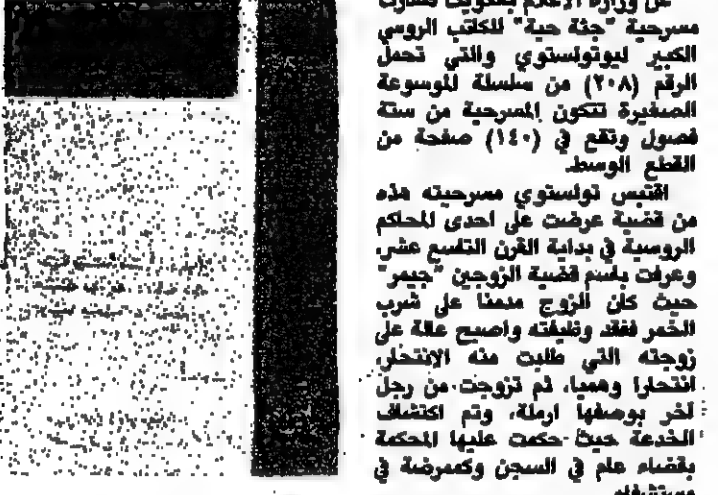 عن وزارة الاعلام بالكويت صدرت
مسرحية "جثة حية" للكاتب الروسي
الكبير ليوتولستوي والتي تحمل
الرقم (٢٠٨) من سلسلة الموسوعة
الصغيرة تتكون المسرحية من ستة
فصول وتقع في (١٤٠) صفحة من
القطع الوسط.
اقتبس تولستوي مسرحيته هذه
من قضية عرضت على احدى المحاكم
الروسية في بداية القرن التاسع عشر،
وعرفت باسم قضية الزوجين "جيمر"
حيث كان الزوج مدمنا على شرب
الخمر ففقد وظيفته واصبح عالة على
زوجته التي طلبت منه الانتحار،
انتحارا وهميا، ثم تزوجت من رجل
آخر بوصفها ارملة، وتم اكتشاف
الخدعة حيث حكمت عليها المحكمة
بقضاء عام في السجن وكممرضة في